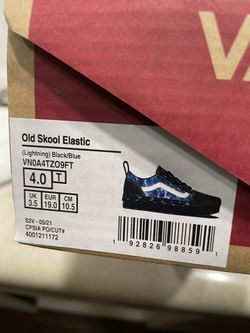 VA
Old Skool Elastic
(Lightning) Black/Blue
VN0A4TZO9FT
4.0 T
UK EUR CM
3.5 19.0 10.5
S2V - 05/21
CPSIA PO/CUT#
4001211172
1 92826 98859 1